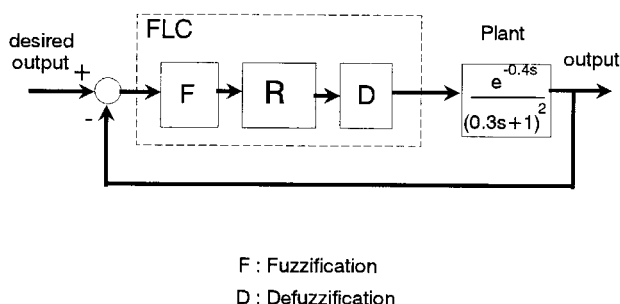 FLC
desired
output
+
-
F
R
D
Plant
e^-0.4s
(0.3s+1)^2
output
F : Fuzzification
D : Defuzzification